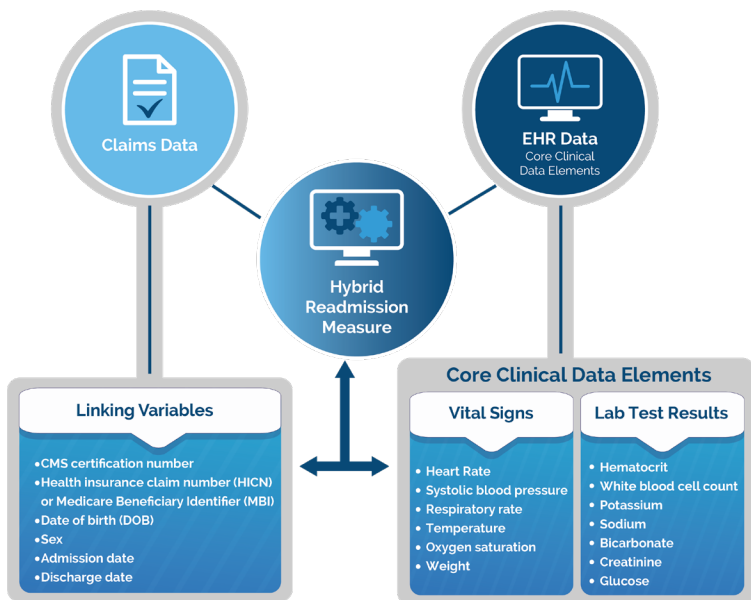 Claims Data
EHR Data
Core Clinical
Data Elements
Hybrid
Readmission
Measure
Linking Variables
•CMS certification number
•Health insurance claim number (HICN)
or Medicare Beneficiary Identifier (MBI)
•Date of birth (DOB)
•Sex
•Admission date
•Discharge date
Core Clinical Data Elements
Vital Signs
• Heart Rate
• Systolic blood pressure
• Respiratory rate
• Temperature
• Oxygen saturation
• Weight
Lab Test Results
• Hematocrit
• White blood cell count
• Potassium
• Sodium
• Bicarbonate
• Creatinine
• Glucose